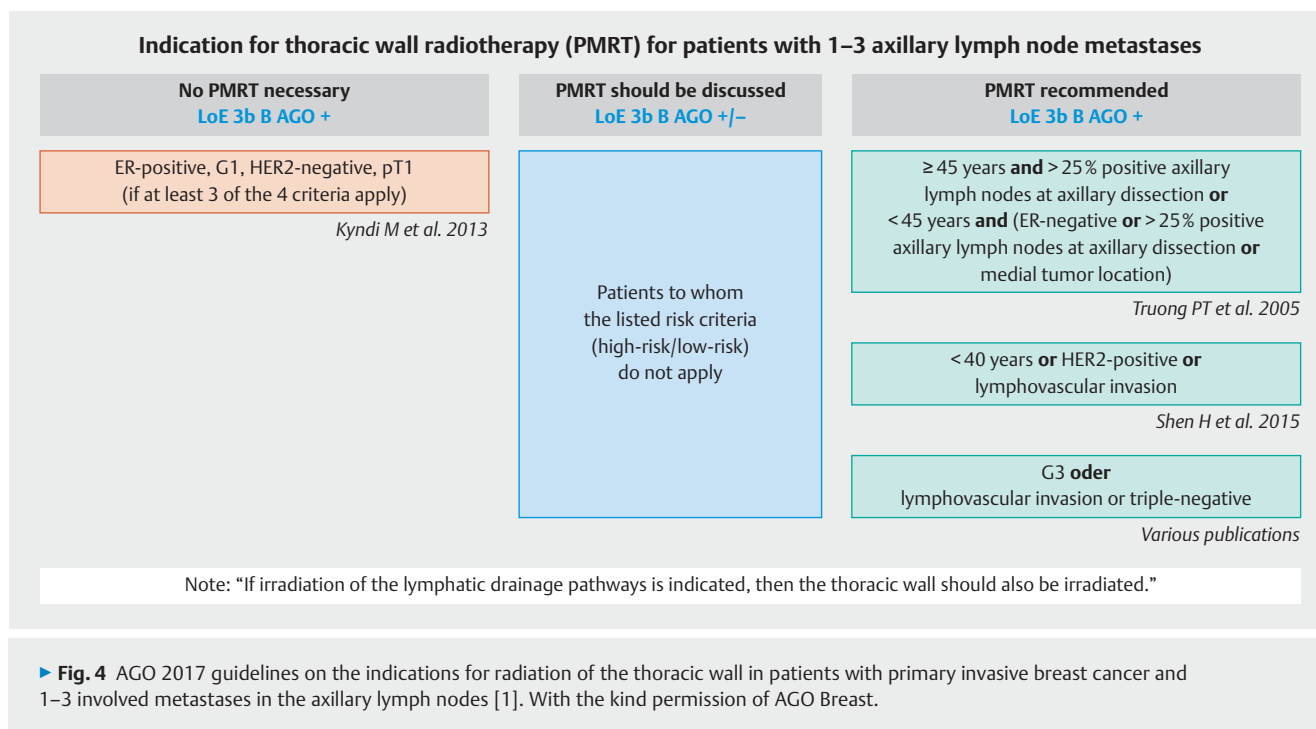 Indication for thoracic wall radiotherapy (PMRT) for patients with 1–3 axillary lymph node metastases
No PMRT necessary
LoE 3b B AGO +
ER-positive, G1, HER2-negative, pT1
(if at least 3 of the 4 criteria apply)
Kyndi M et al. 2013
PMRT should be discussed
LoE 3b B AGO +/–
Patients to whom
the listed risk criteria
(high-risk/low-risk)
do not apply
PMRT recommended
LoE 3b B AGO +
≥ 45 years and > 25 % positive axillary
lymph nodes at axillary dissection or
< 45 years and (ER-negative or > 25 % positive
axillary lymph nodes at axillary dissection or
medial tumor location)
Truong PT et al. 2005
< 40 years or HER2-positive or
lymphovascular invasion
Shen H et al. 2015
G3 oder
lymphovascular invasion or triple-negative
Various publications
Note: “If irradiation of the lymphatic drainage pathways is indicated, then the thoracic wall should also be irradiated.”
▶ Fig. 4 AGO 2017 guidelines on the indications for radiation of the thoracic wall in patients with primary invasive breast cancer and
1–3 involved metastases in the axillary lymph nodes [1]. With the kind permission of AGO Breast.